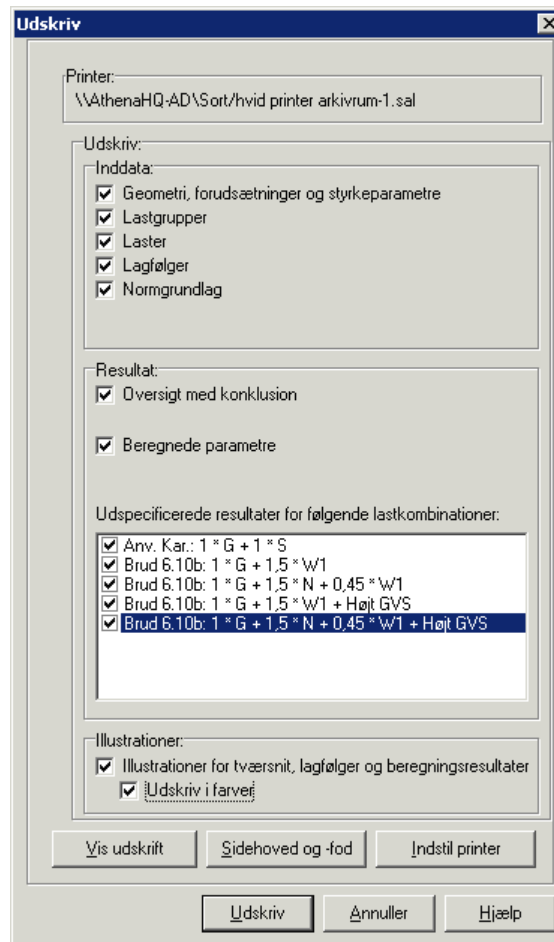 Udskriv
Printer:
\\AthenaHQ-AD\Sort/hvid printer arkivrum-1.sal
Udskriv:
Inddata:
Geometri, forudsætninger og styrkeparametre
Lastgrupper
Laster
Lagfølger
Normgrundlag
Resultat:
Oversigt med konklusion
Beregnede parametre
Udspecificerede resultater for følgende lastkombinationer:
Anv. Kar.: 1 * G + 1 * S
Brud 6.10b: 1 * G + 1,5 * W1
Brud 6.10b: 1 * G + 1,5 * N + 0,45 * W1
Brud 6.10b: 1 * G + 1,5 * W1 + Højt GVS
Brud 6.10b: 1 * G + 1,5 * N + 0,45 * W1 + Højt GVS
Illustrationer:
Illustrationer for tværsnit, lagfølger og beregningsresultater
Udskriv i farver
Vis udskrift Sidehoved og -fod Indstil printer
Udskriv Annuller Hjælp